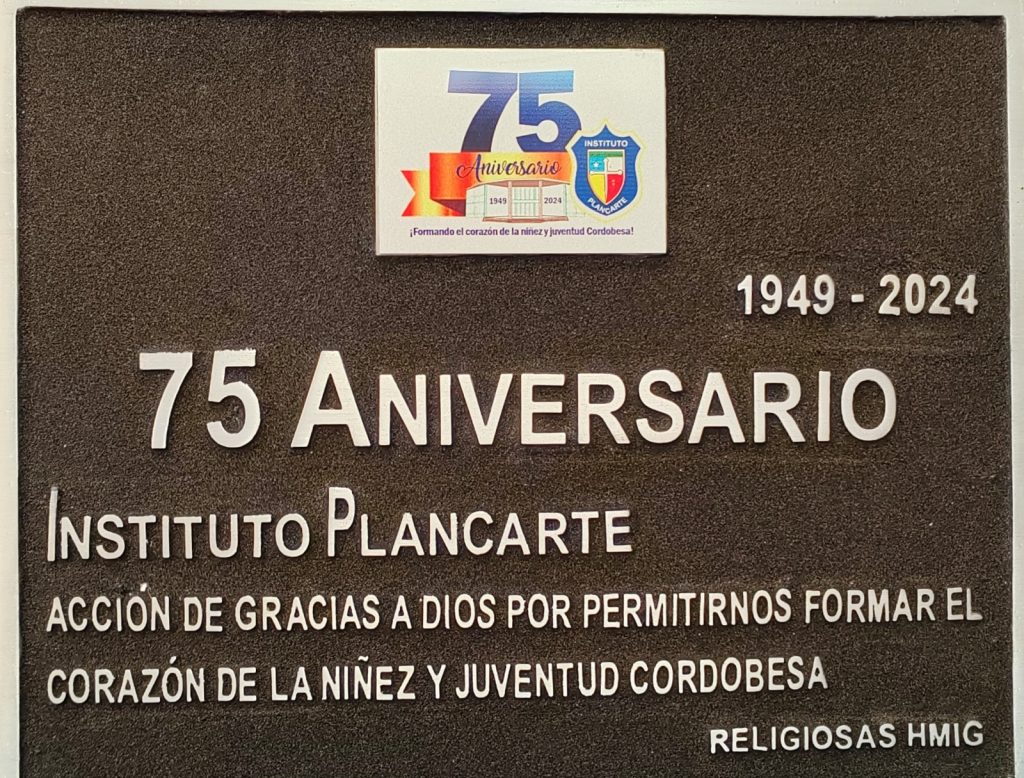 75
Aniversario
1949 2024
INSTITUTO
PLANCARTE
¡Formando el corazón de la niñez y juventud Cordobesa!
1949 - 2024
75 ANIVERSARIO
INSTITUTO PLANCARTE
ACCIÓN DE GRACIAS A DIOS POR PERMITIRNOS FORMAR EL
CORAZÓN DE LA NIÑEZ Y JUVENTUD CORDOBESA
RELIGIOSAS HMIG